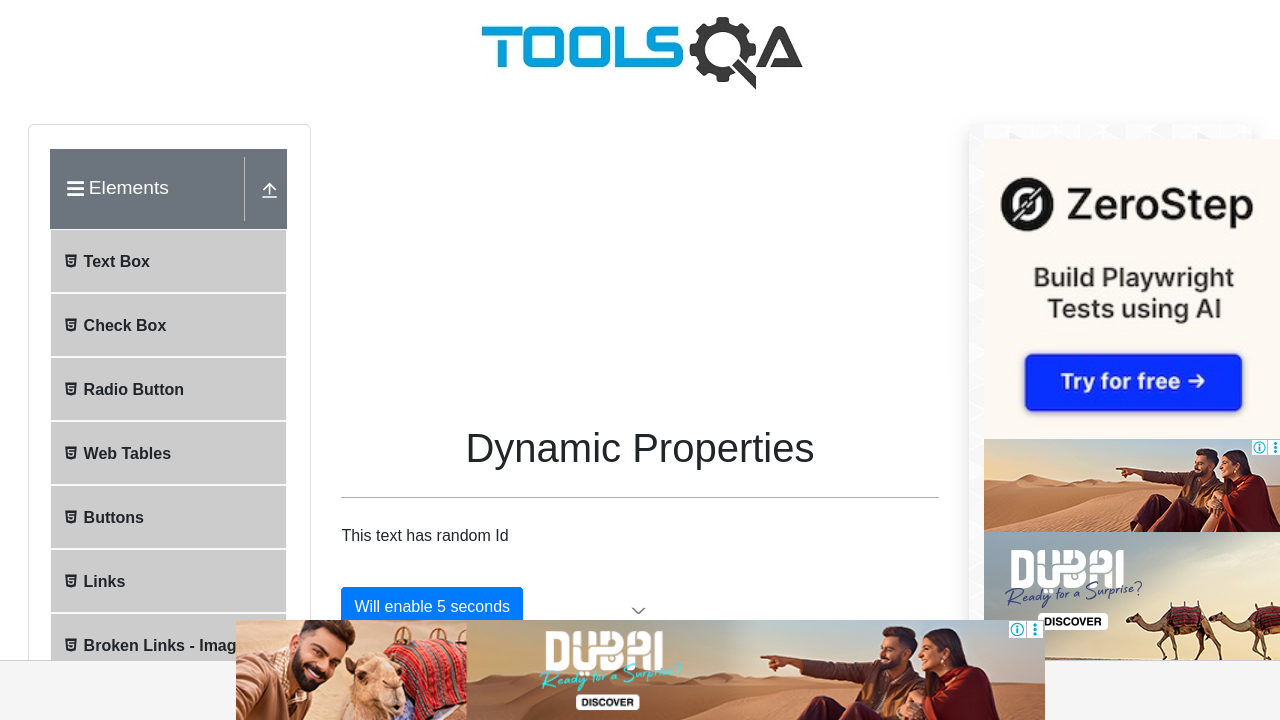 TOOLSQA
Elements
Text Box
Check Box
Radio Button
Web Tables
Buttons
Links
Broken Links - Imag
Dynamic Properties
This text has random Id
Will enable 5 seconds
ZeroStep
Build Playwright
Tests using AI
Try for free →
DUBAI
Ready for a Surprise?
DISCOVER
DUBAI
Ready for a Surprise?
DISCOVER